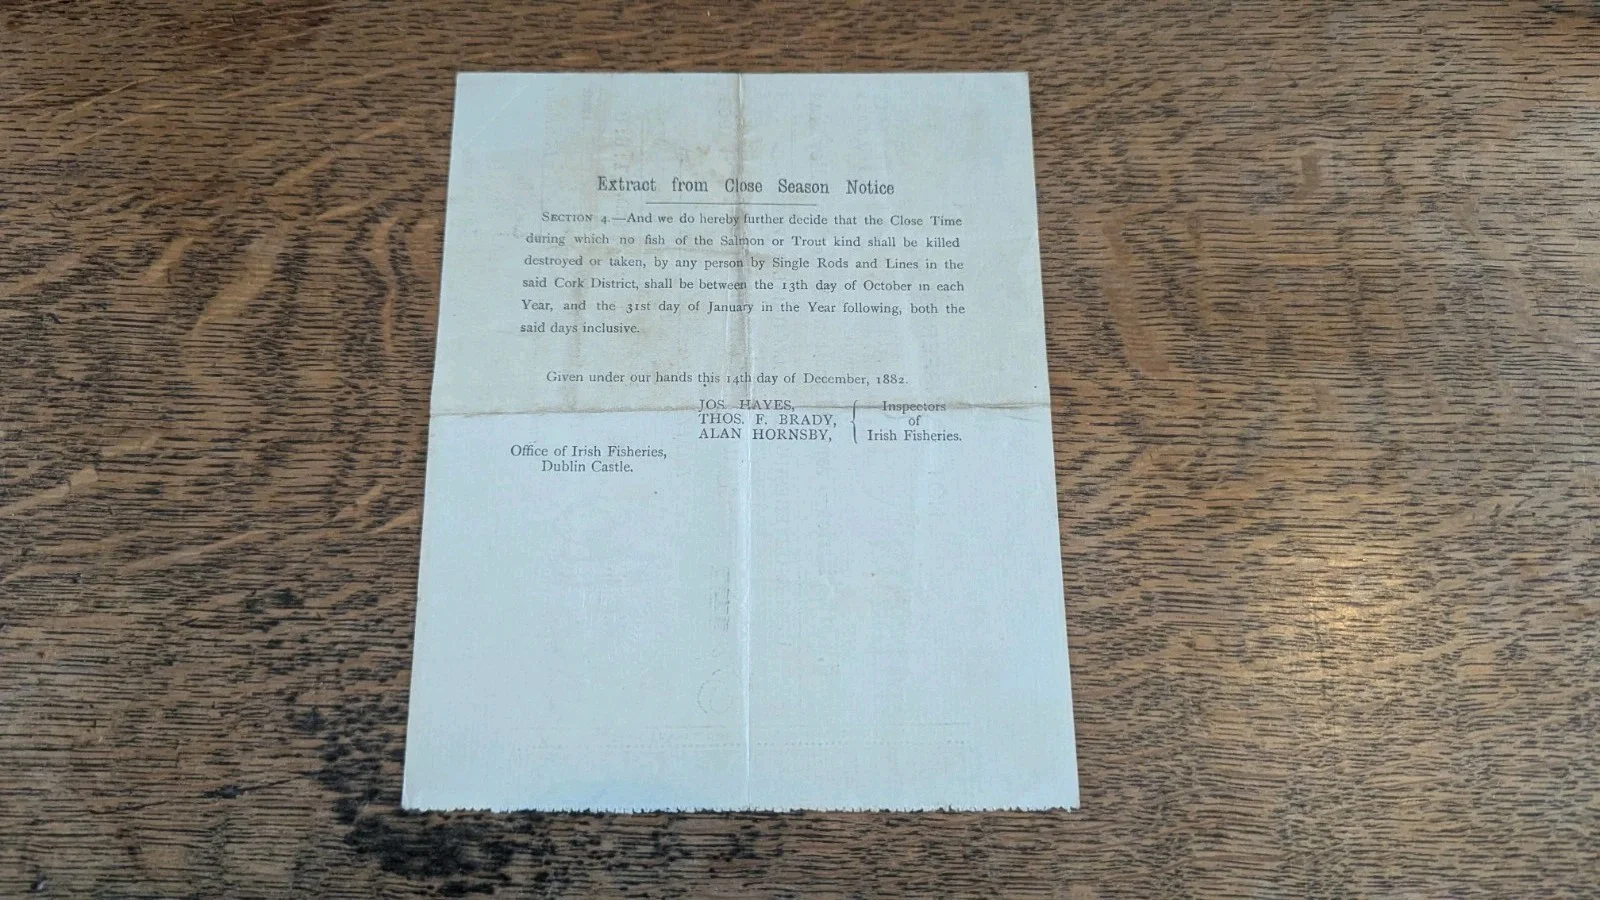 Extract from Close Season Notice
SECTION 4.—And we do hereby further decide that the Close Time
during which no fish of the Salmon or Trout kind shall be killed
destroyed or taken, by any person by Single Rods and Lines in the
said Cork District, shall be between the 13th day of October in each
Year, and the 31st day of January in the Year following, both the
said days inclusive.
Given under our hands this 14th day of December, 1882.
JOS. HAYES, { Inspectors
THOS. F. BRADY, of
ALAN HORNSBY, Irish Fisheries.
Office of Irish Fisheries,
Dublin Castle.